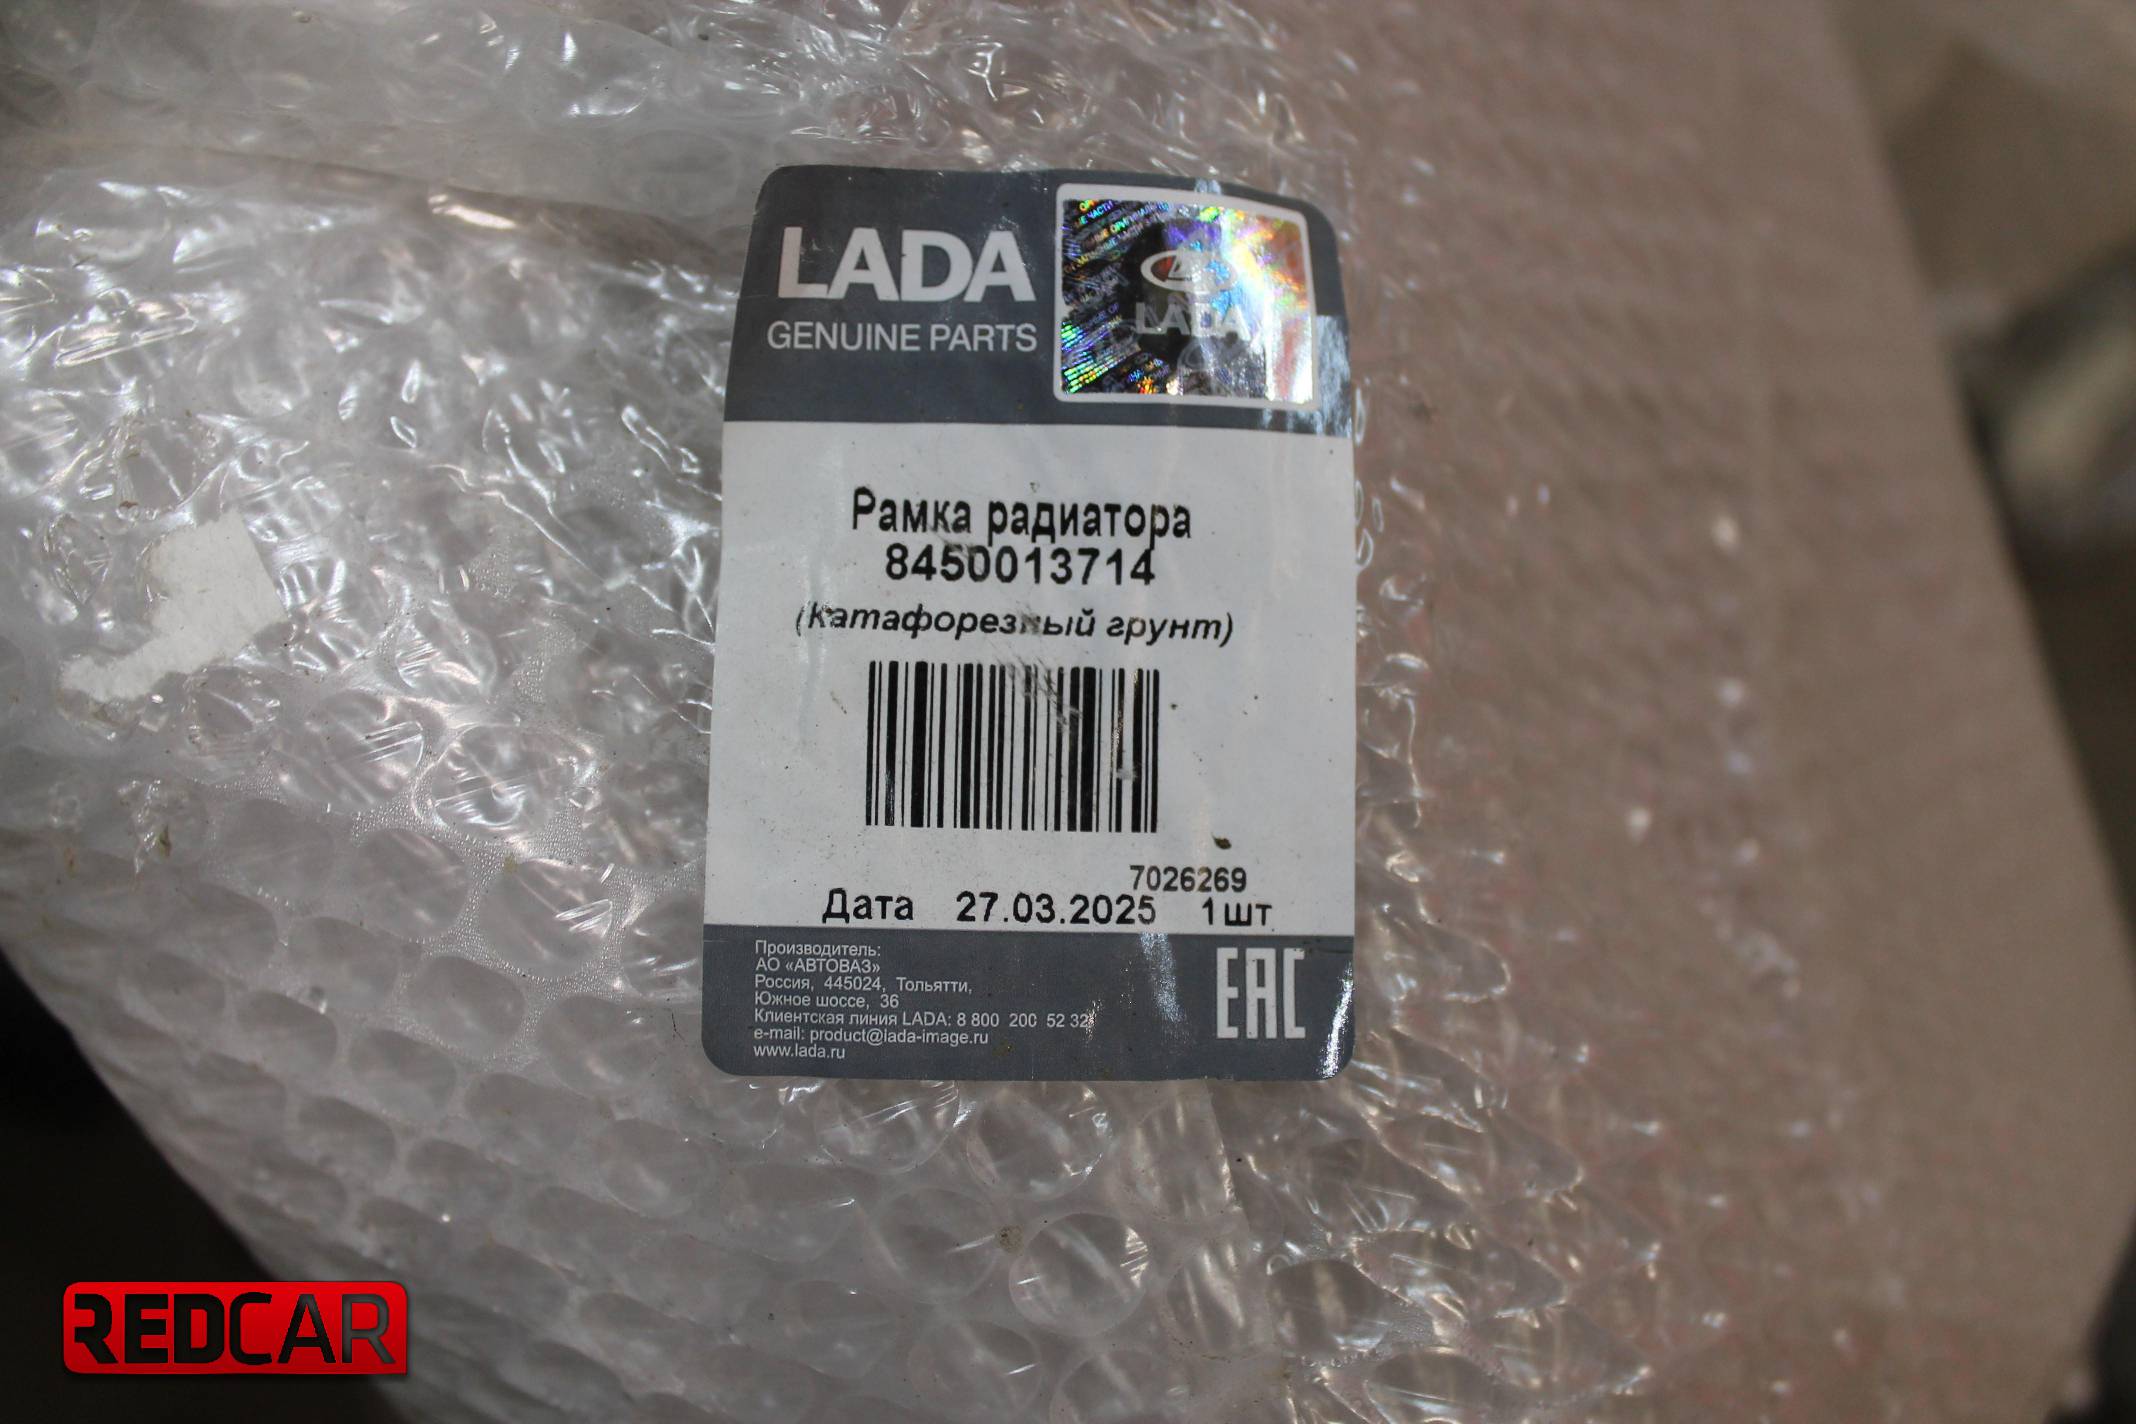 LADA
GENUINE PARTS
LADA
Рамка радиатора
8450013714
(Катафорезный грунт)
7026269
Дата 27.03.2025 1шт
Производитель:
АО «АВТОВАЗ»
Россия, 445024, Тольятти,
Южное шоссе, 36
Клиентская линия LADA: 8 800 200 52 32
e-mail: product@lada-image.ru
www.lada.ru
EAC
REDCAR